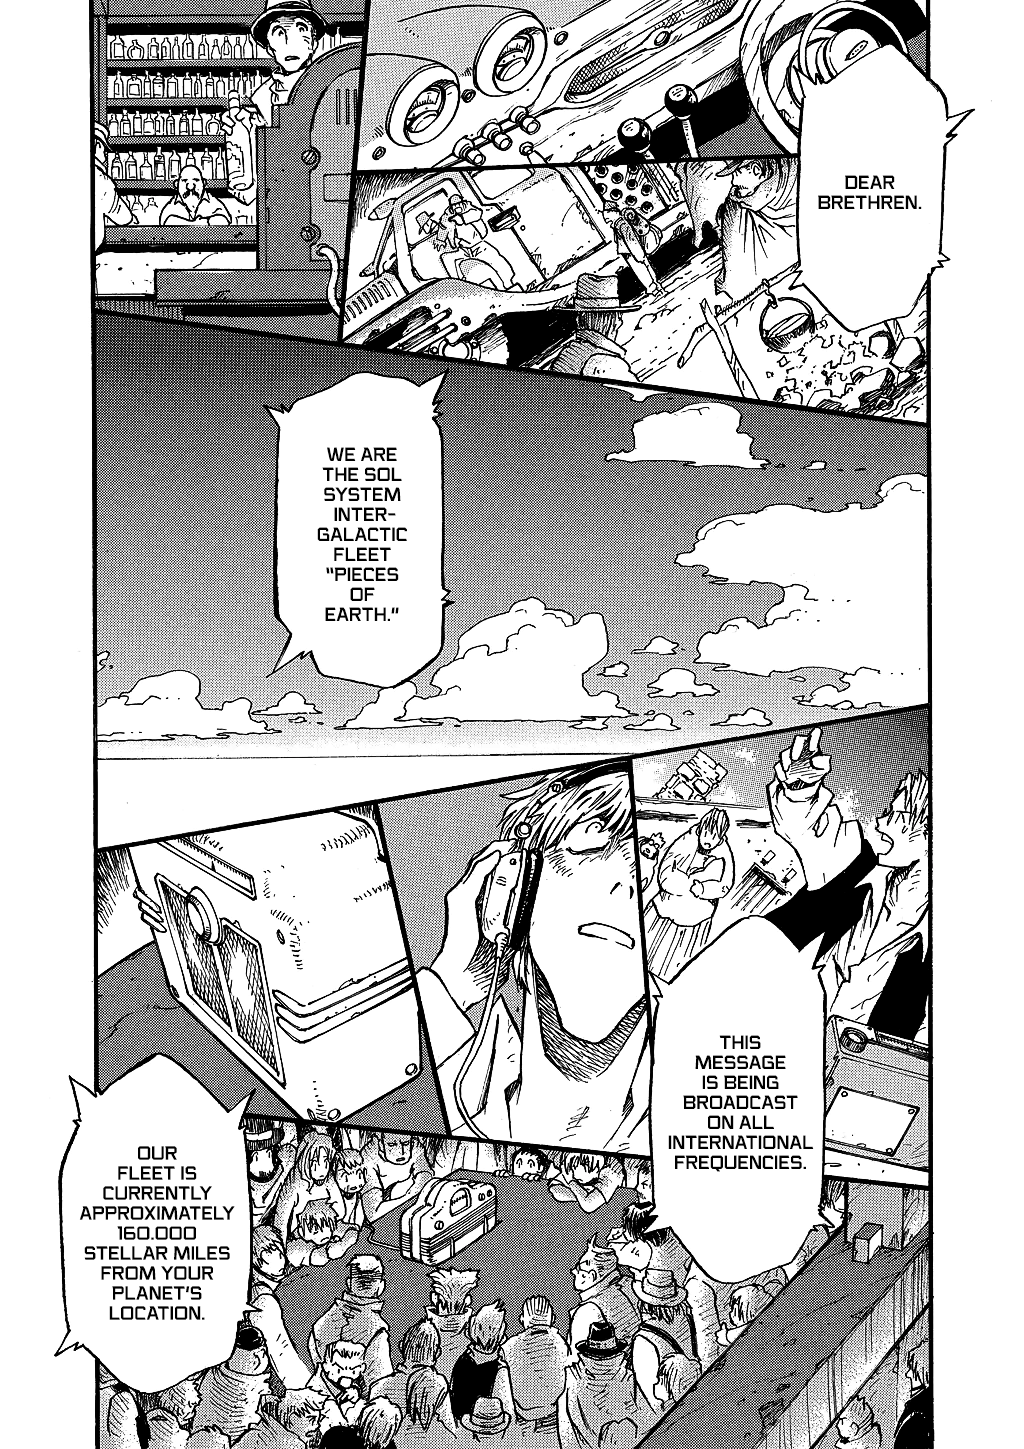 DEAR
BRETHREN.
WE ARE
THE SOL
SYSTEM
INTER-
GALACTIC
FLEET
"PIECES
OF
EARTH."
THIS
MESSAGE
IS BEING
BROADCAST
ON ALL
INTERNATIONAL
FREQUENCIES.
OUR
FLEET IS
CURRENTLY
APPROXIMATELY
160.000
STELLAR MILES
FROM YOUR
PLANET'S
LOCATION.